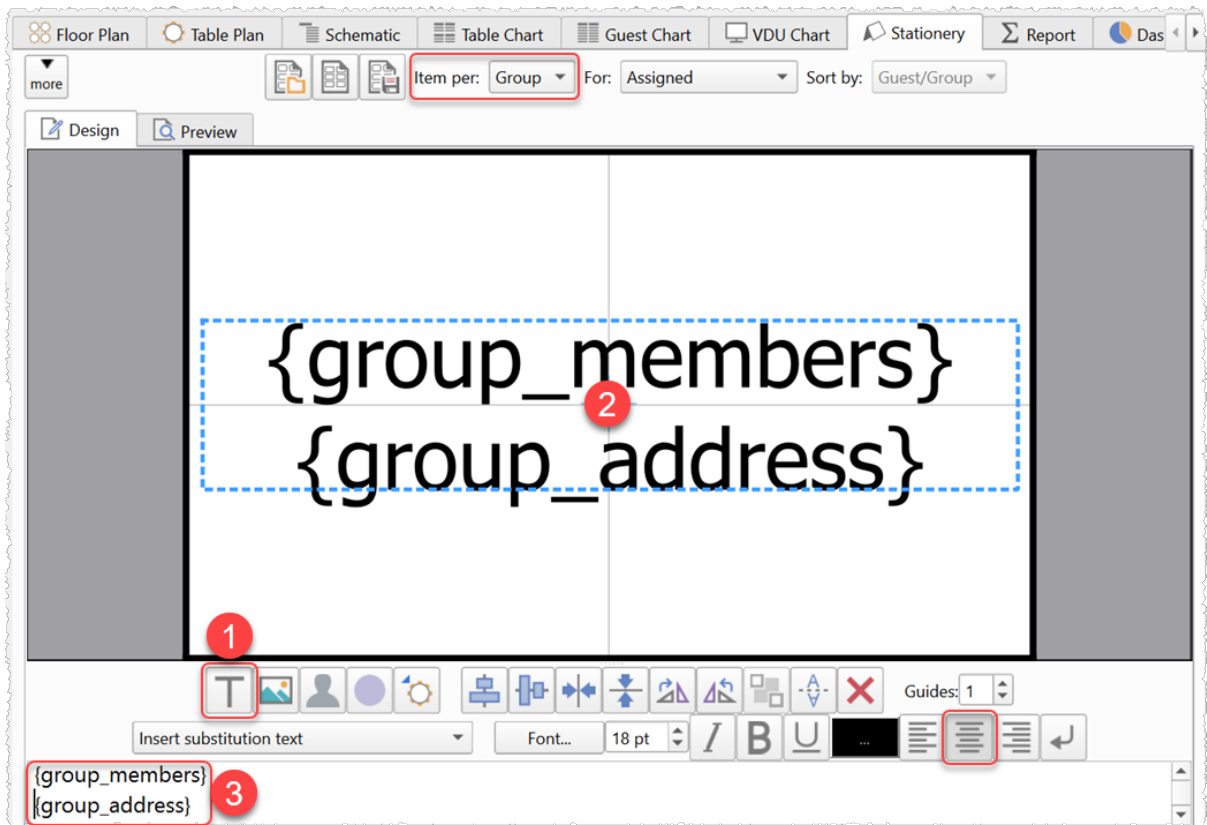 Floor Plan Table Plan Schematic Table Chart Guest Chart VDU Chart Stationery Σ Report Das
more Item per: Group For: Assigned Sort by: Guest/Group
Design Preview
{group_members}
2
{group_address}
1
T A Guides: 1
Insert substitution text Font... 18 pt I B U ...
{group_members}
{group_address}
3